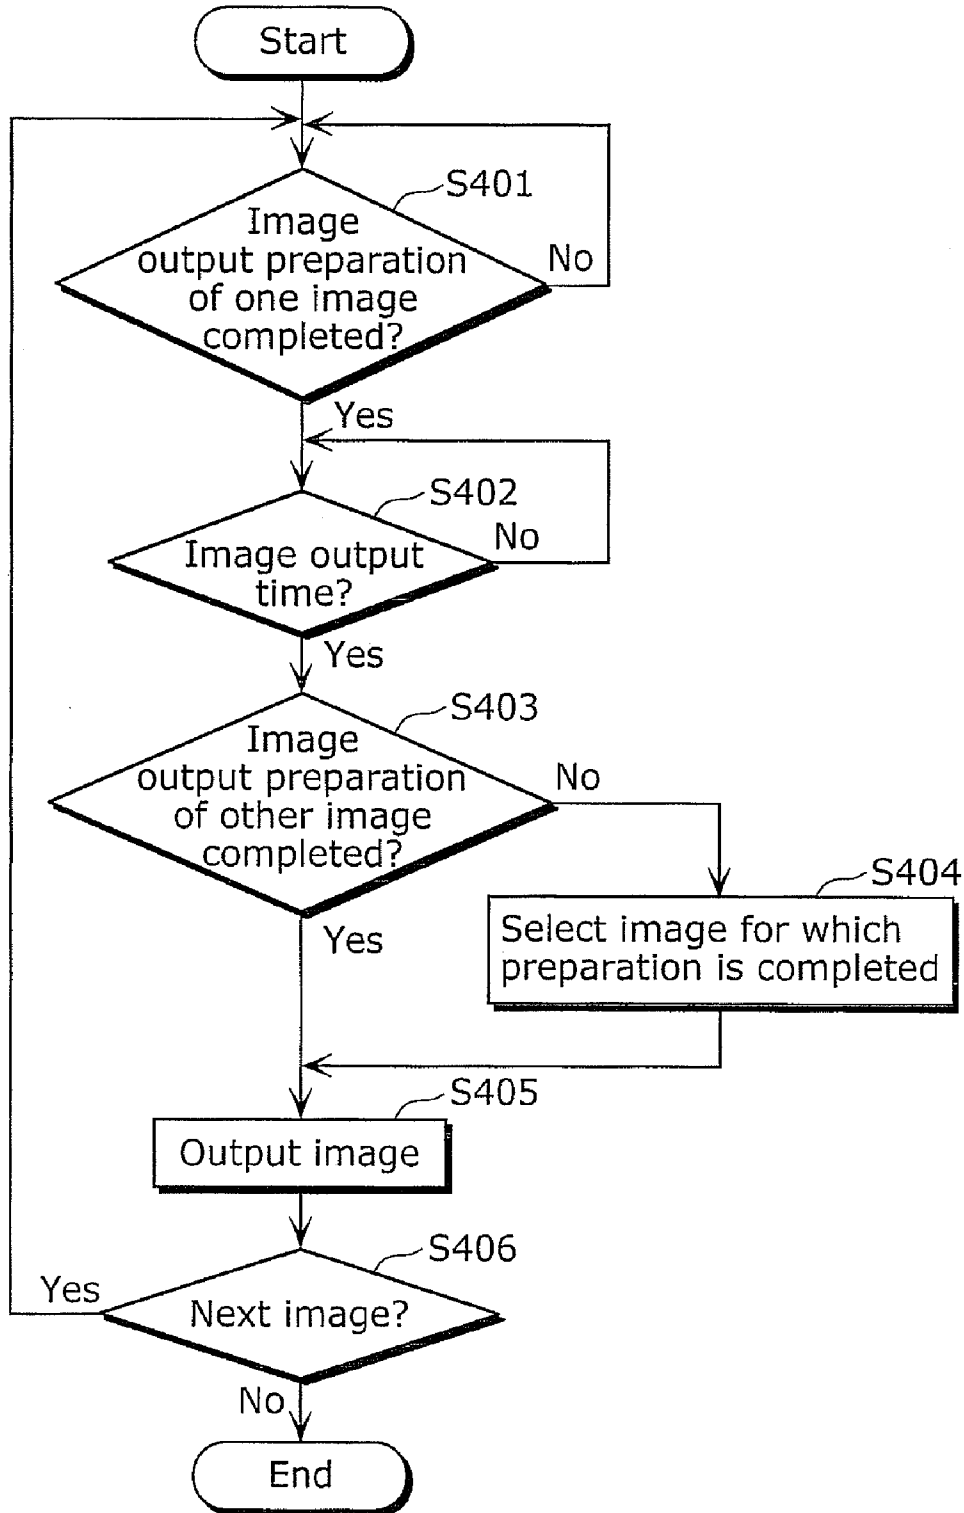 Start
S401
Image
output preparation
of one image
completed?
No
Yes
S402
No
Image output
time?
Yes
S403
Image
output preparation
of other image
completed?
No
Yes
S404
Select image for which
preparation is completed
S405
Output image
S406
Yes
Next image?
No
End